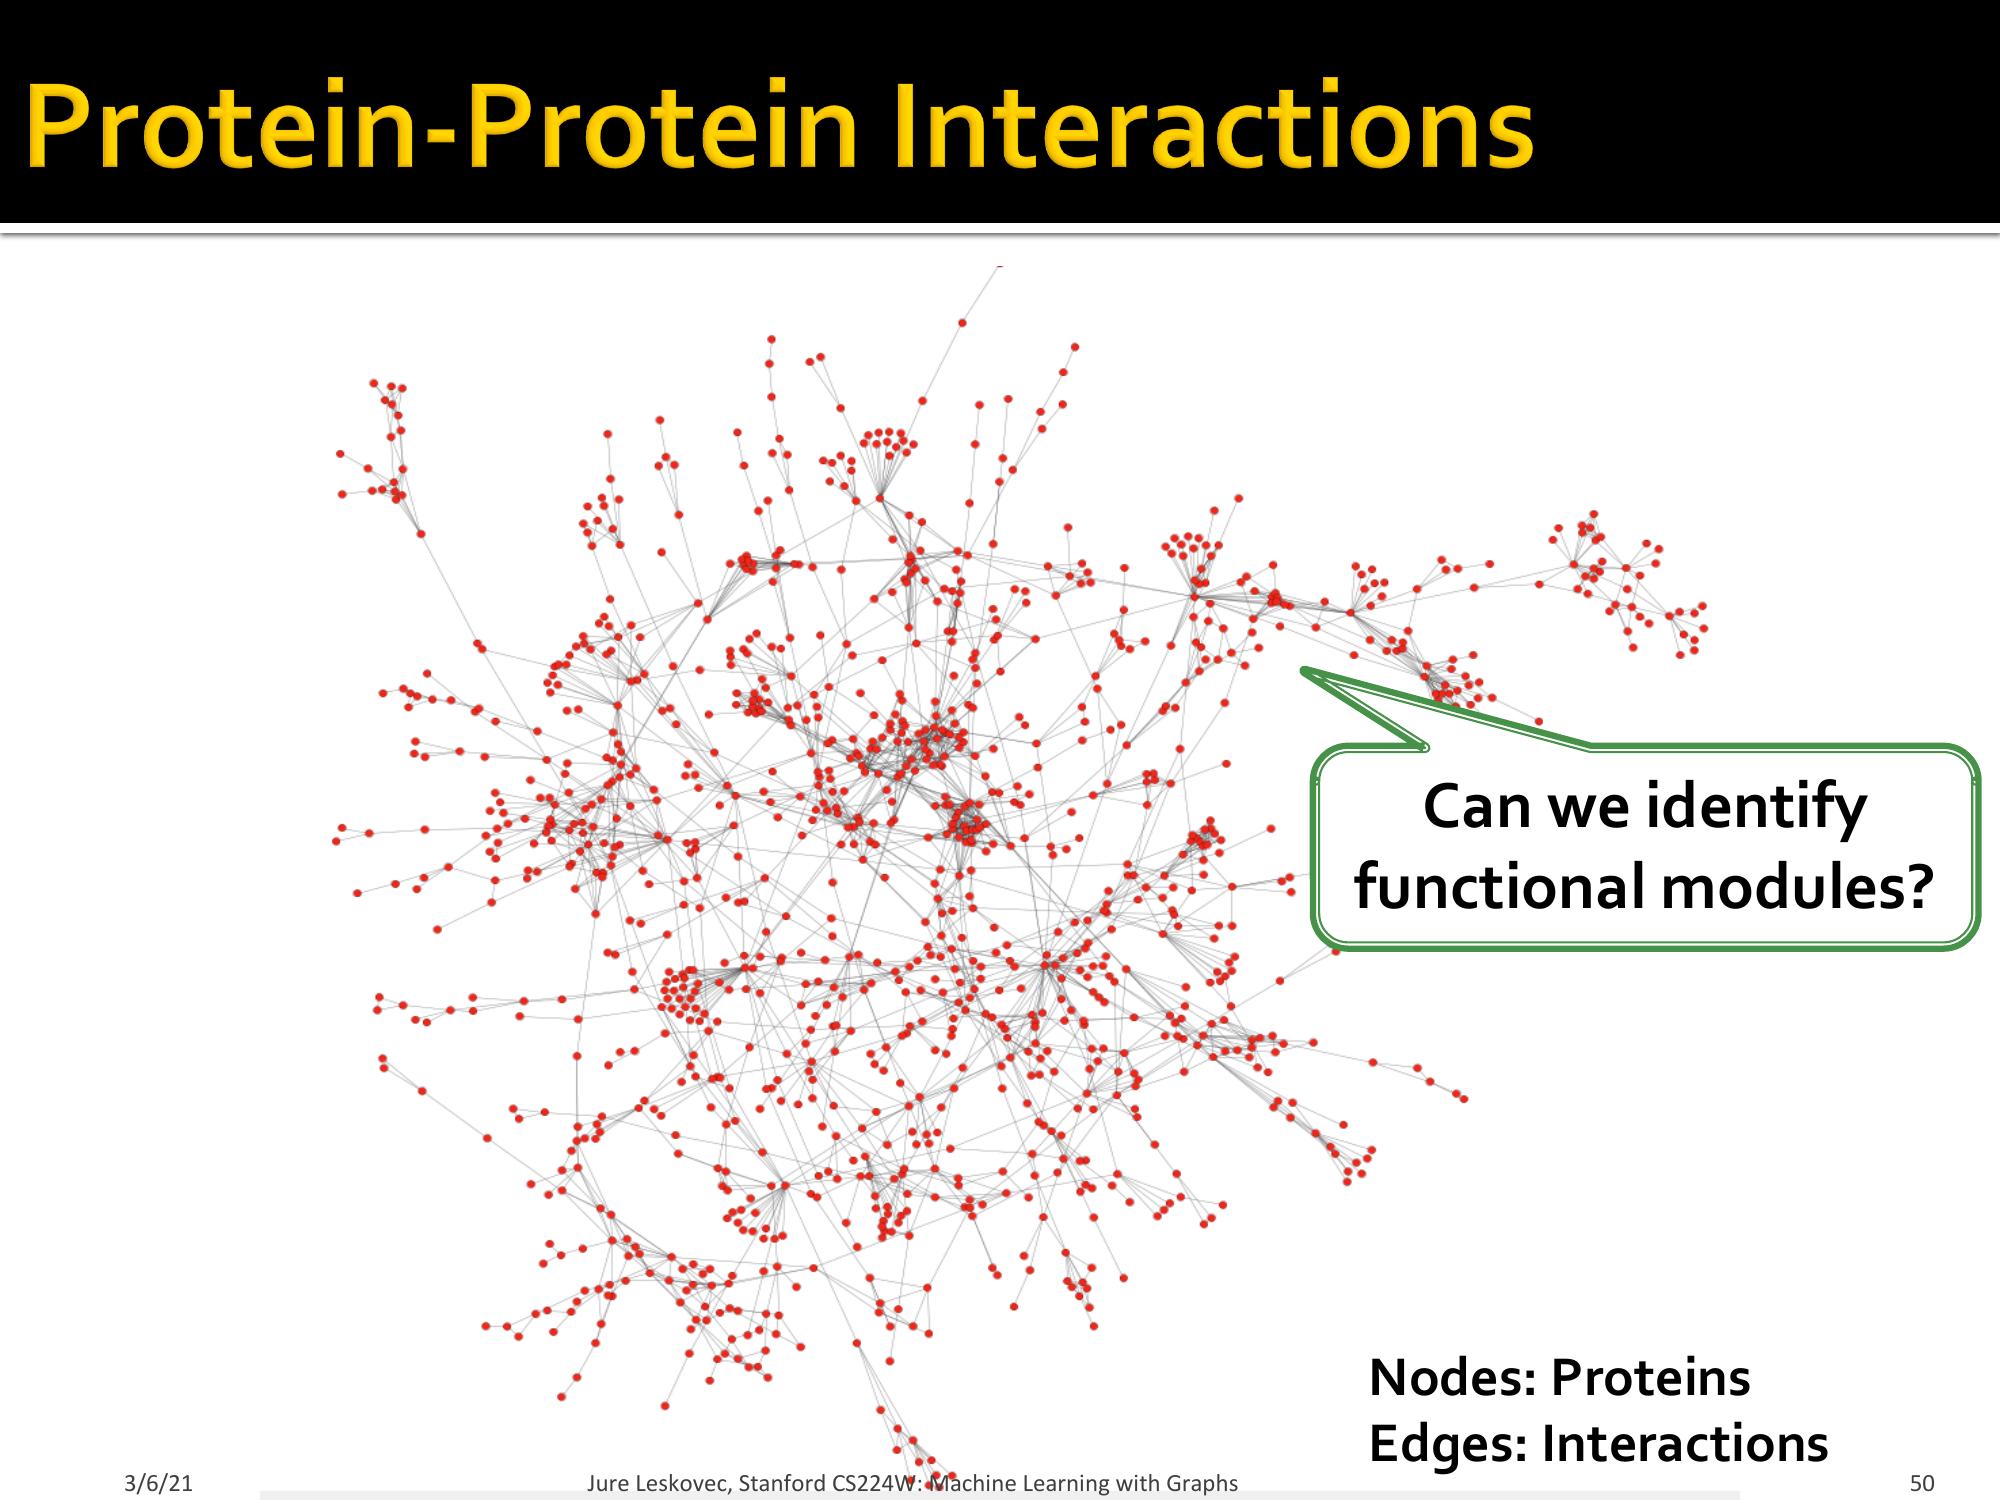 Protein-Protein Interactions
Can we identify
functional modules?
Nodes: Proteins
Edges: Interactions
3/6/21
Jure Leskovec, Stanford CS224W: Machine Learning with Graphs
50